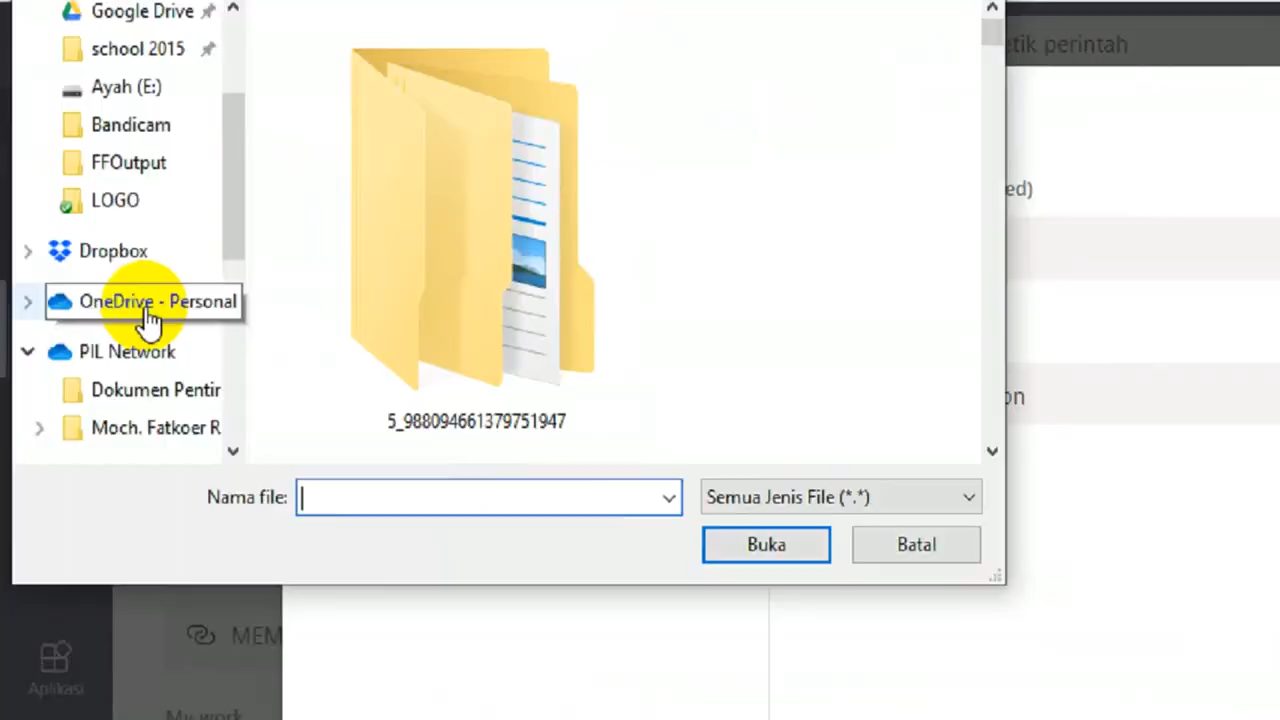 Google Drive
school 2015
Ayah (E:)
Bandicam
FFOutput
LOGO
Dropbox
OneDrive - Personal
PIL Network
Dokumen Pentir
Moch. Fatkoer R
5_988094661379751947
Nama file:
Semua Jenis File (*.*)
Buka
Batal
etik perintah
ed)
on
MEM
Aplikasi
My work